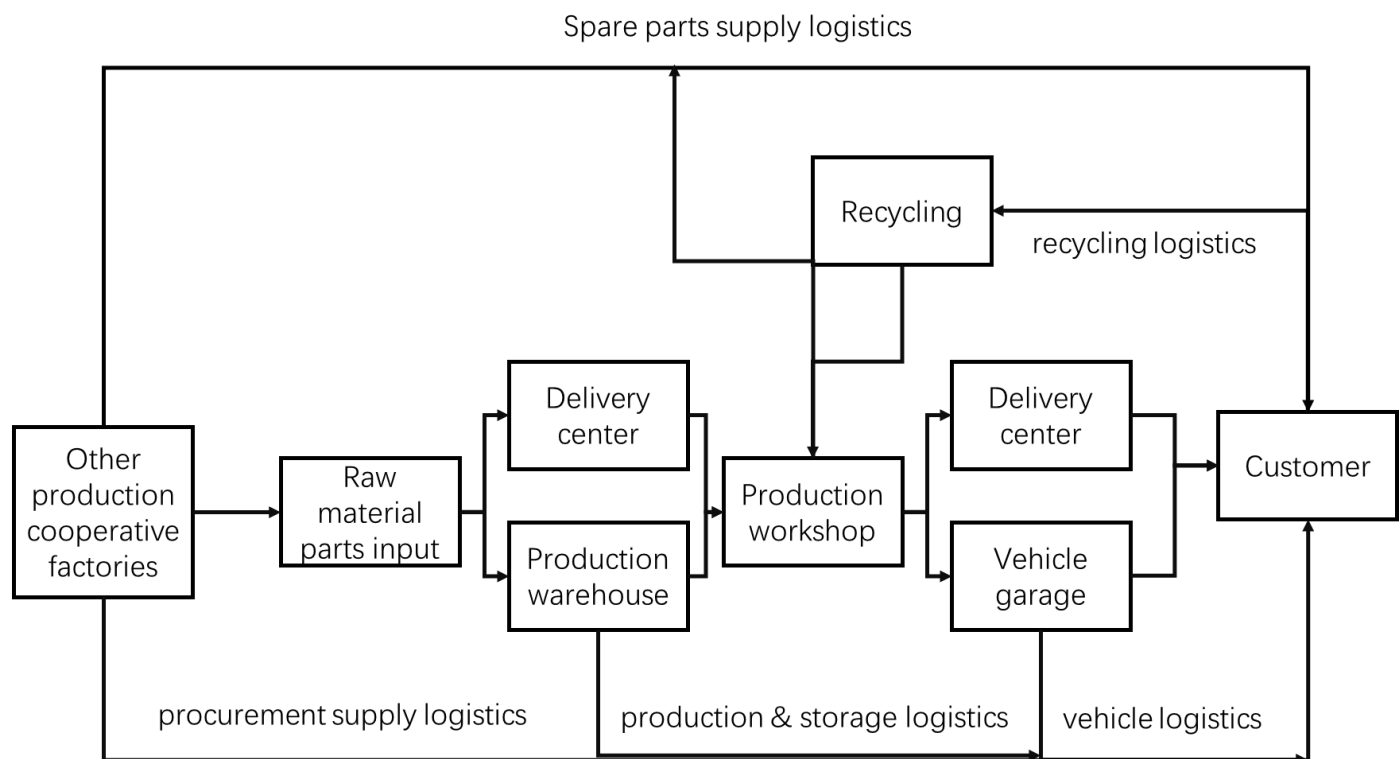 Spare parts supply logistics
Recycling
recycling logistics
Delivery
center
Delivery
center
Customer
Other
production
cooperative
factories
Raw
material
parts input
Production
workshop
Production
warehouse
Vehicle
garage
procurement supply logistics
production & storage logistics
vehicle logistics